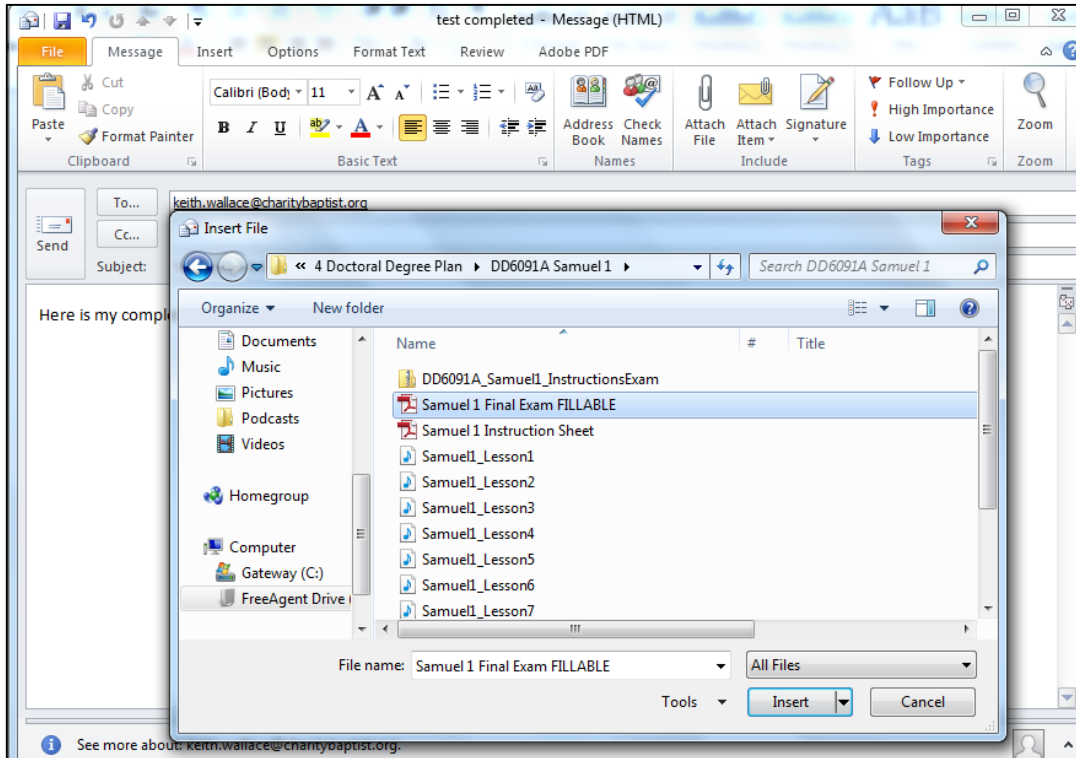 test completed - Message (HTML)
File Message Insert Options Format Text Review Adobe PDF
Paste
Cut
Copy
Format Painter
Clipboard
Calibri (Body 11
B I U
Basic Text
Address Book
Check Names
Names
Attach File
Attach Item
Signature
Include
Follow Up
High Importance
Low Importance
Tags
Zoom
Zoom
Send
To... keith.wallace@charitybaptist.org
Cc...
Subject:
Here is my compl
Insert File
« 4 Doctoral Degree Plan DD6091A Samuel 1
Search DD6091A Samuel 1
Organize New folder
Documents
Music
Pictures
Podcasts
Videos
Homegroup
Computer
Gateway (C:)
FreeAgent Drive (
Name # Title
DD6091A_Samuel1_InstructionsExam
Samuel 1 Final Exam FILLABLE
Samuel 1 Instruction Sheet
Samuel1_Lesson1
Samuel1_Lesson2
Samuel1_Lesson3
Samuel1_Lesson4
Samuel1_Lesson5
Samuel1_Lesson6
Samuel1_Lesson7
File name: Samuel 1 Final Exam FILLABLE
All Files
Tools Insert Cancel
See more about: keith.wallace@charitybaptist.org.